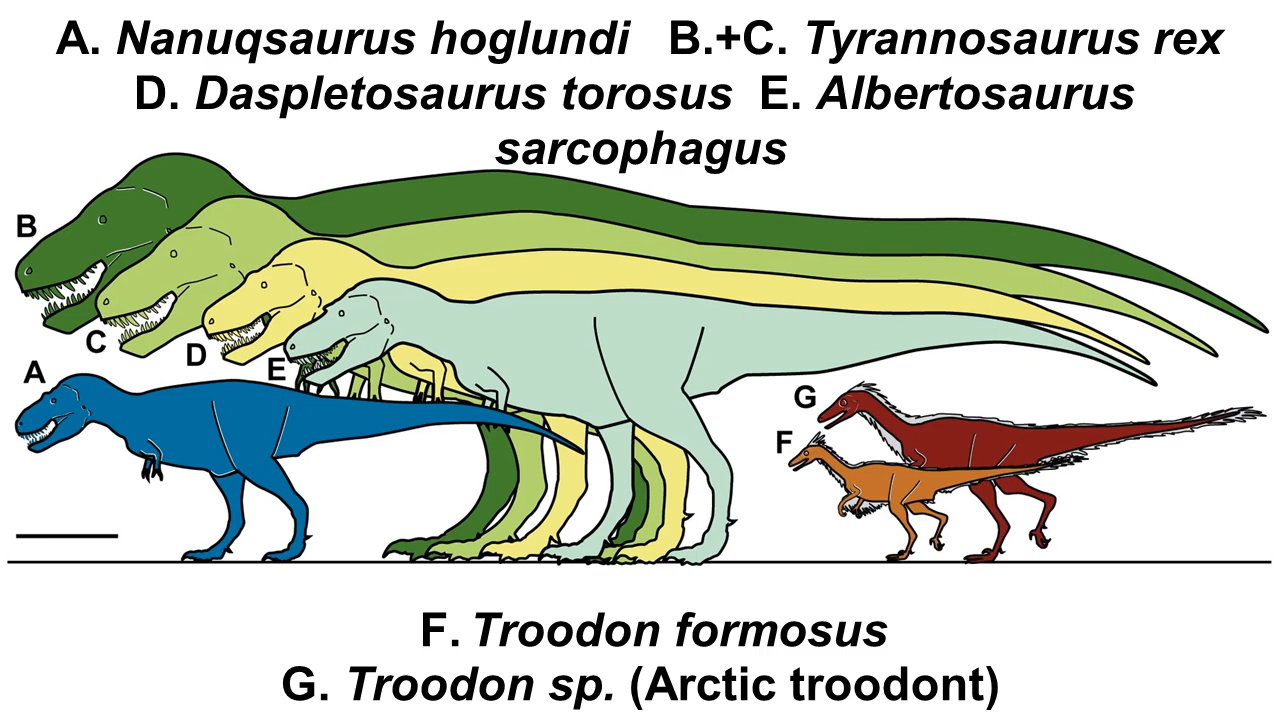 A. Nanuqsaurus hoglundi B.+C. Tyrannosaurus rex
D. Daspletosaurus torosus E. Albertosaurus
sarcophagus
B
C
D
E
A
G
F
F. Troodon formosus
G. Troodon sp. (Arctic troodont)